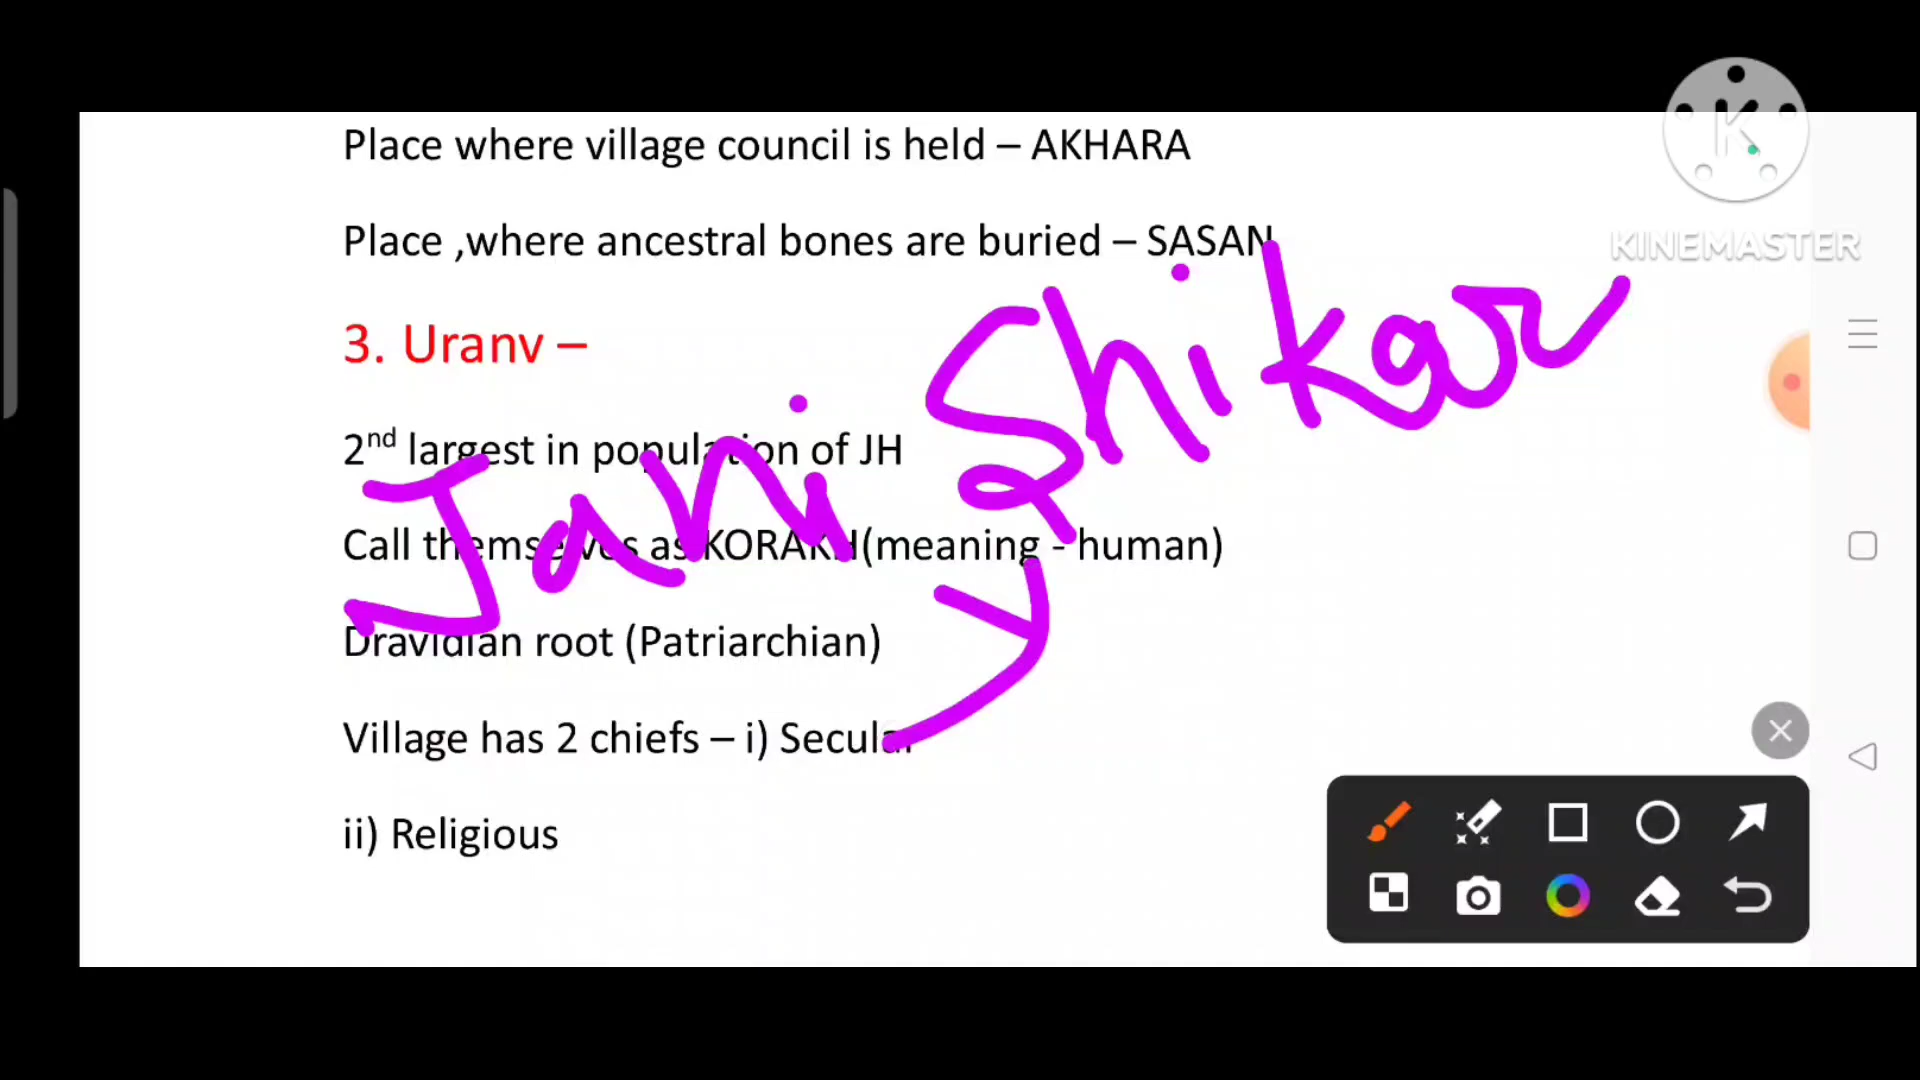 Place where village council is held – AKHARA
KINEMASTER
Place ,where ancestral bones are buried – SASAN
3. Uranv –
Jani Shikar
2nd largest in population of JH
Call themselves as KORAKH(meaning - human)
Dravidian root (Patriarchian)
Village has 2 chiefs – i) Secular
ii) Religious